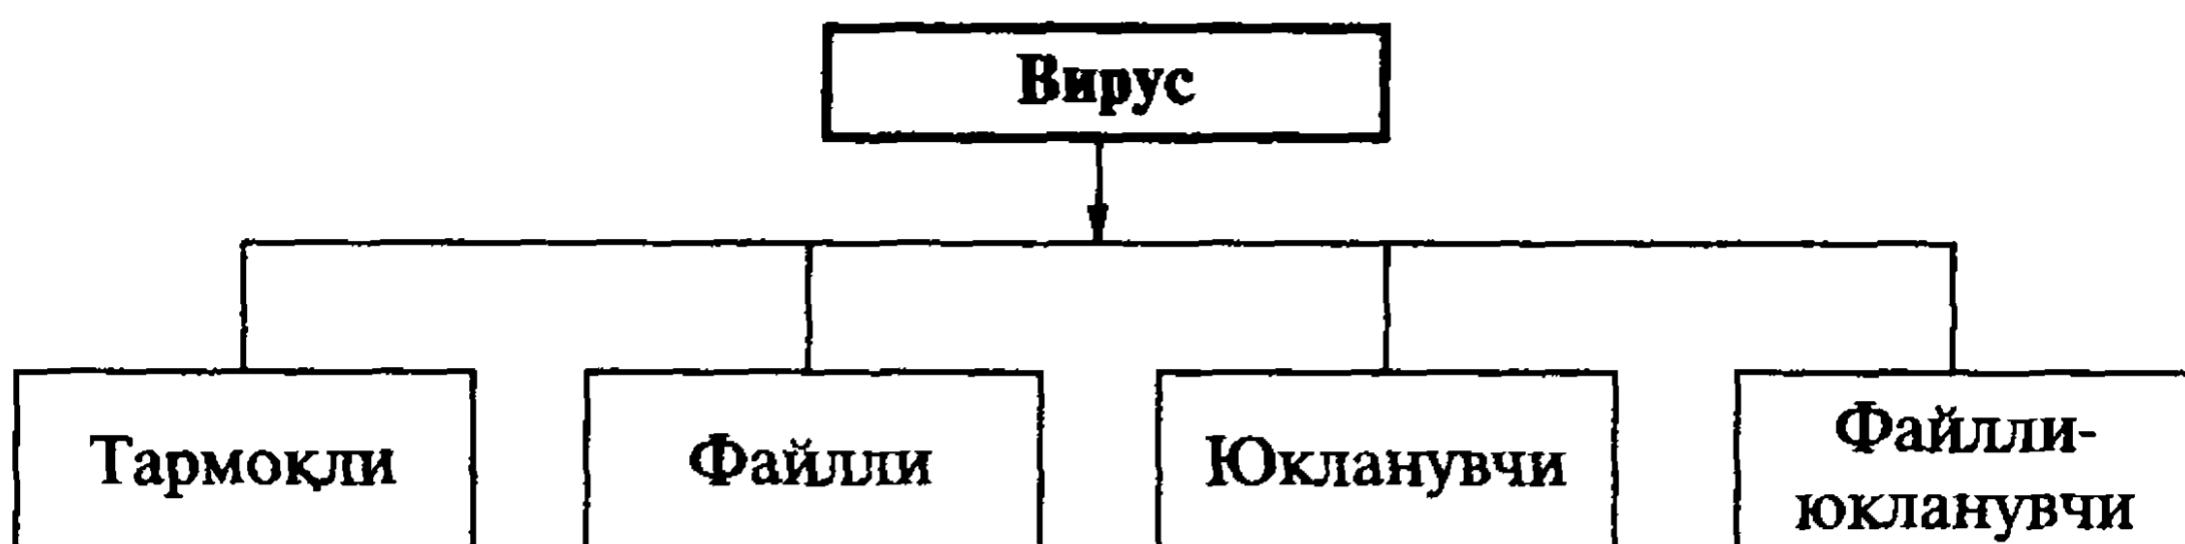 Вирус
Тармоқли
Файлли
Юкланувчи
Файлли-
юкланувчи